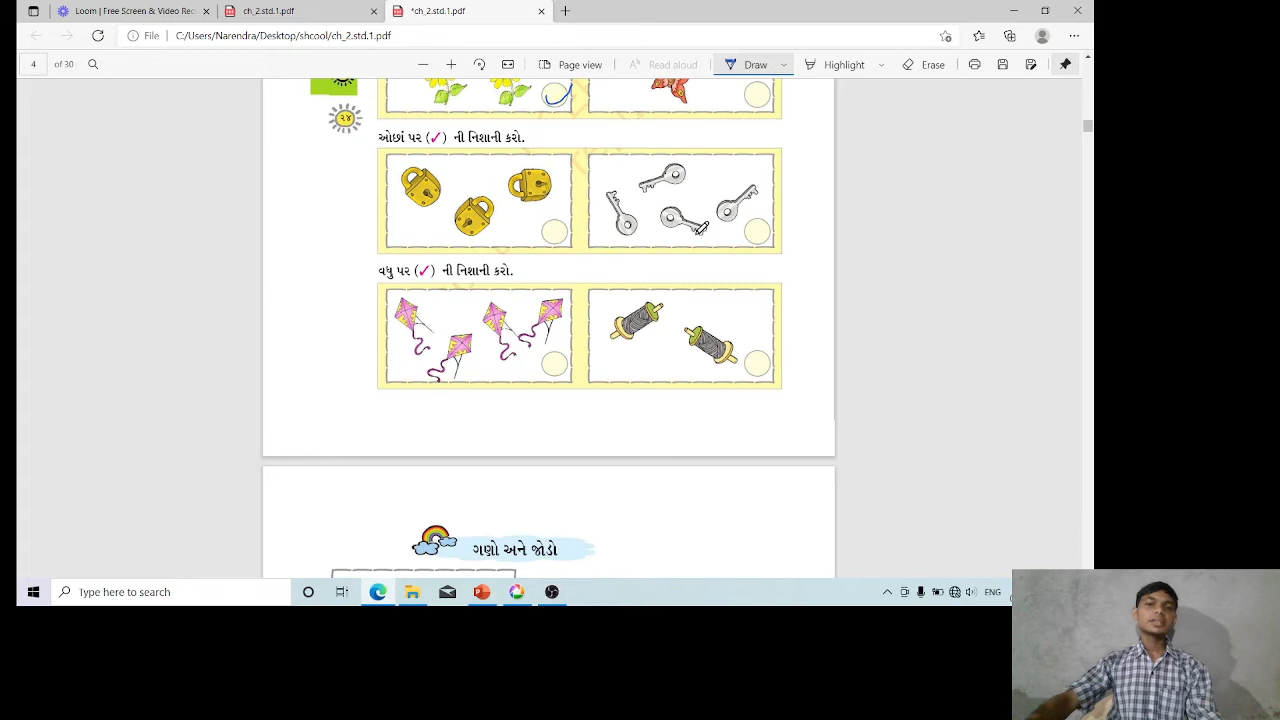 Loom | Free Screen & Video Rec
ch_2.std.1.pdf
*ch_2.std.1.pdf
File
C:/Users/Narendra/Desktop/shcool/ch_2.std.1.pdf
4 of 30
Page view
Read aloud
Draw
Highlight
Erase
૨૪
ઓછાં પર (✓) ની નિશાની કરો.
વધુ પર (✓) ની નિશાની કરો.
ગણો અને જોડો
Type here to search
ENG